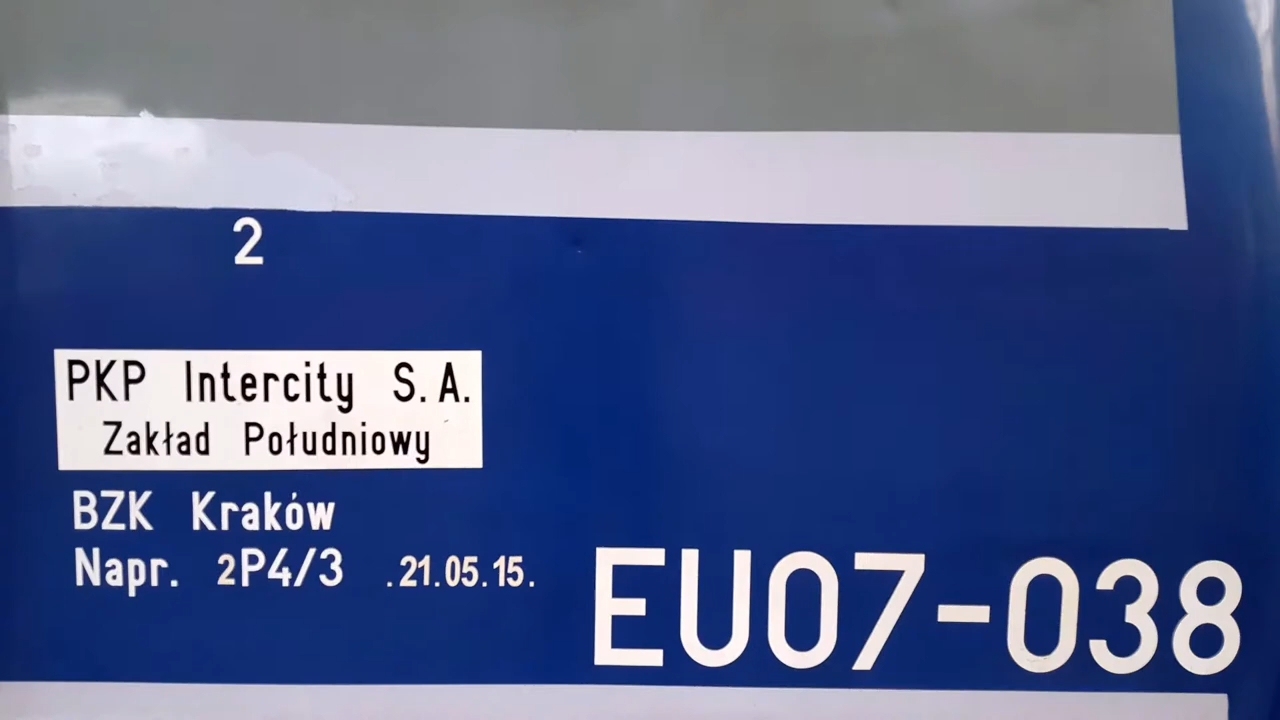 2
PKP Intercity S.A.
Zakład Południowy
BZK Kraków
Napr. 2P4/3 .21.05.15.
EU07-038